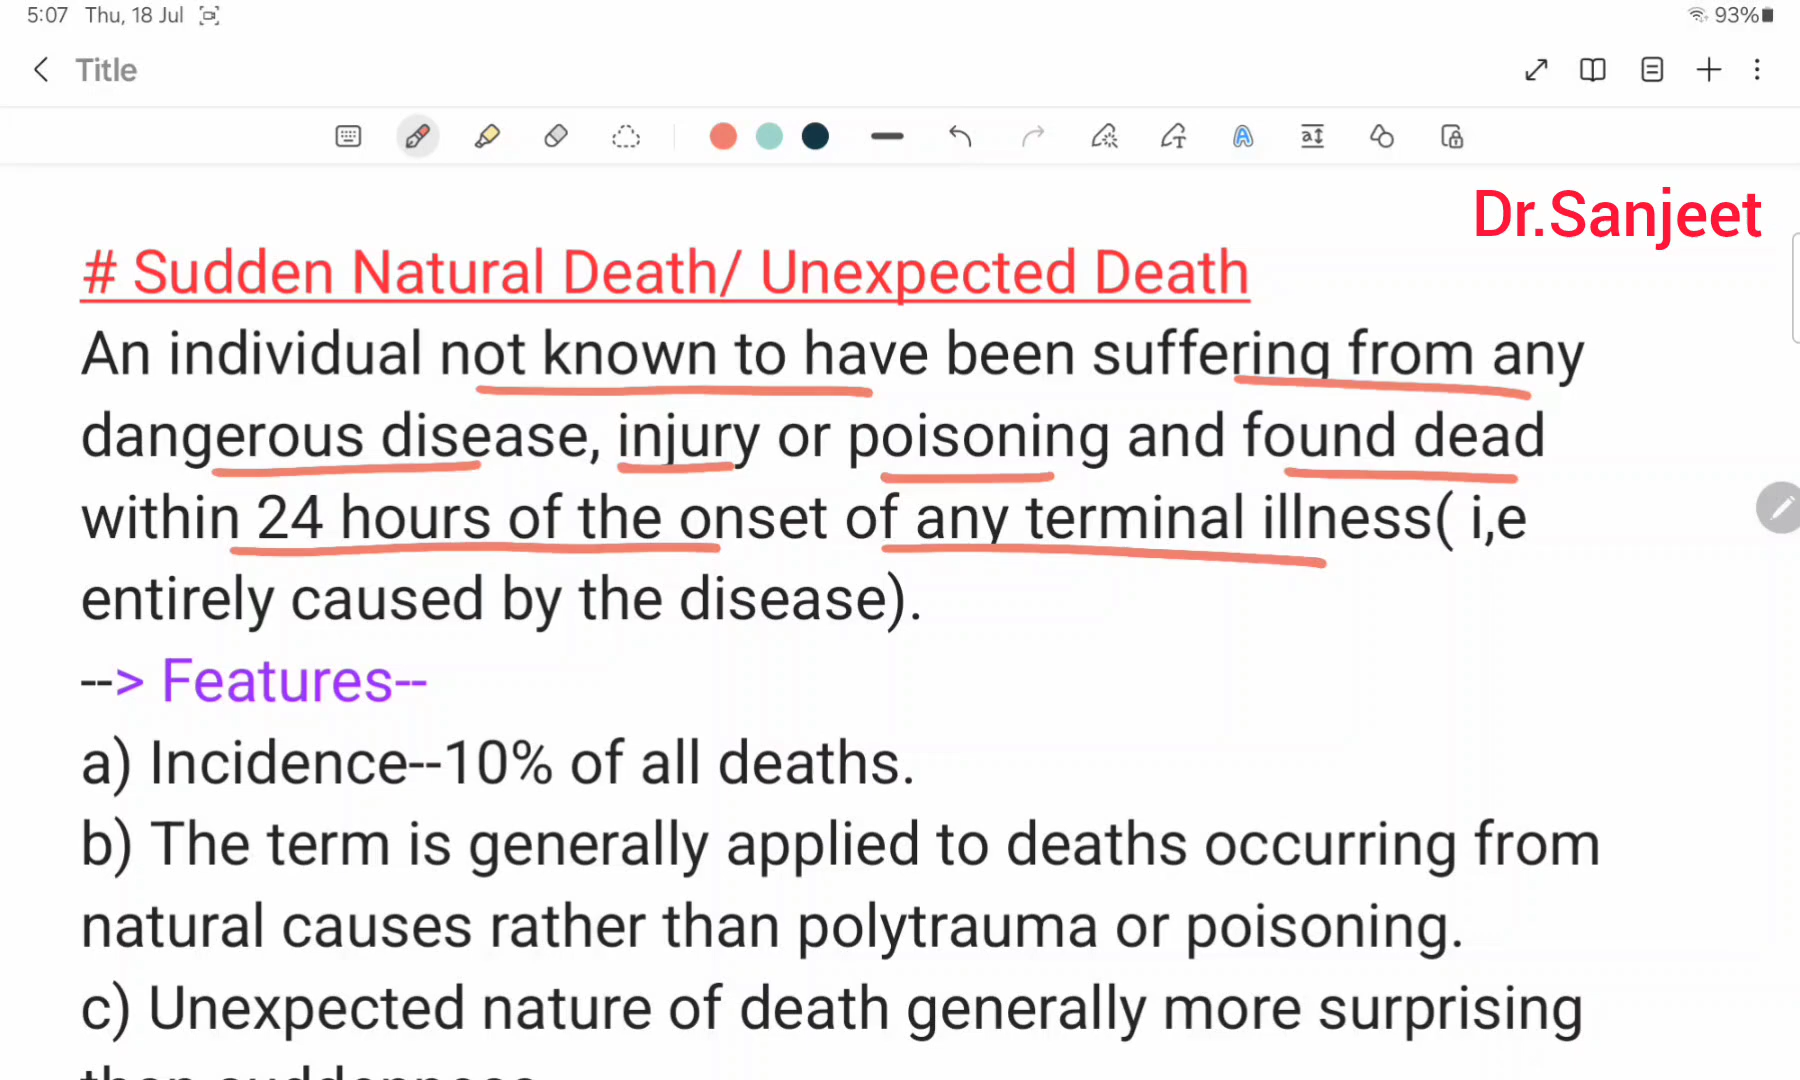 5:07 Thu, 18 Jul 93%
Title
Dr.Sanjeet
# Sudden Natural Death/ Unexpected Death
An individual not known to have been suffering from any
dangerous disease, injury or poisoning and found dead
within 24 hours of the onset of any terminal illness( i,e
entirely caused by the disease).
--> Features--
a) Incidence--10% of all deaths.
b) The term is generally applied to deaths occurring from
natural causes rather than polytrauma or poisoning.
c) Unexpected nature of death generally more surprising